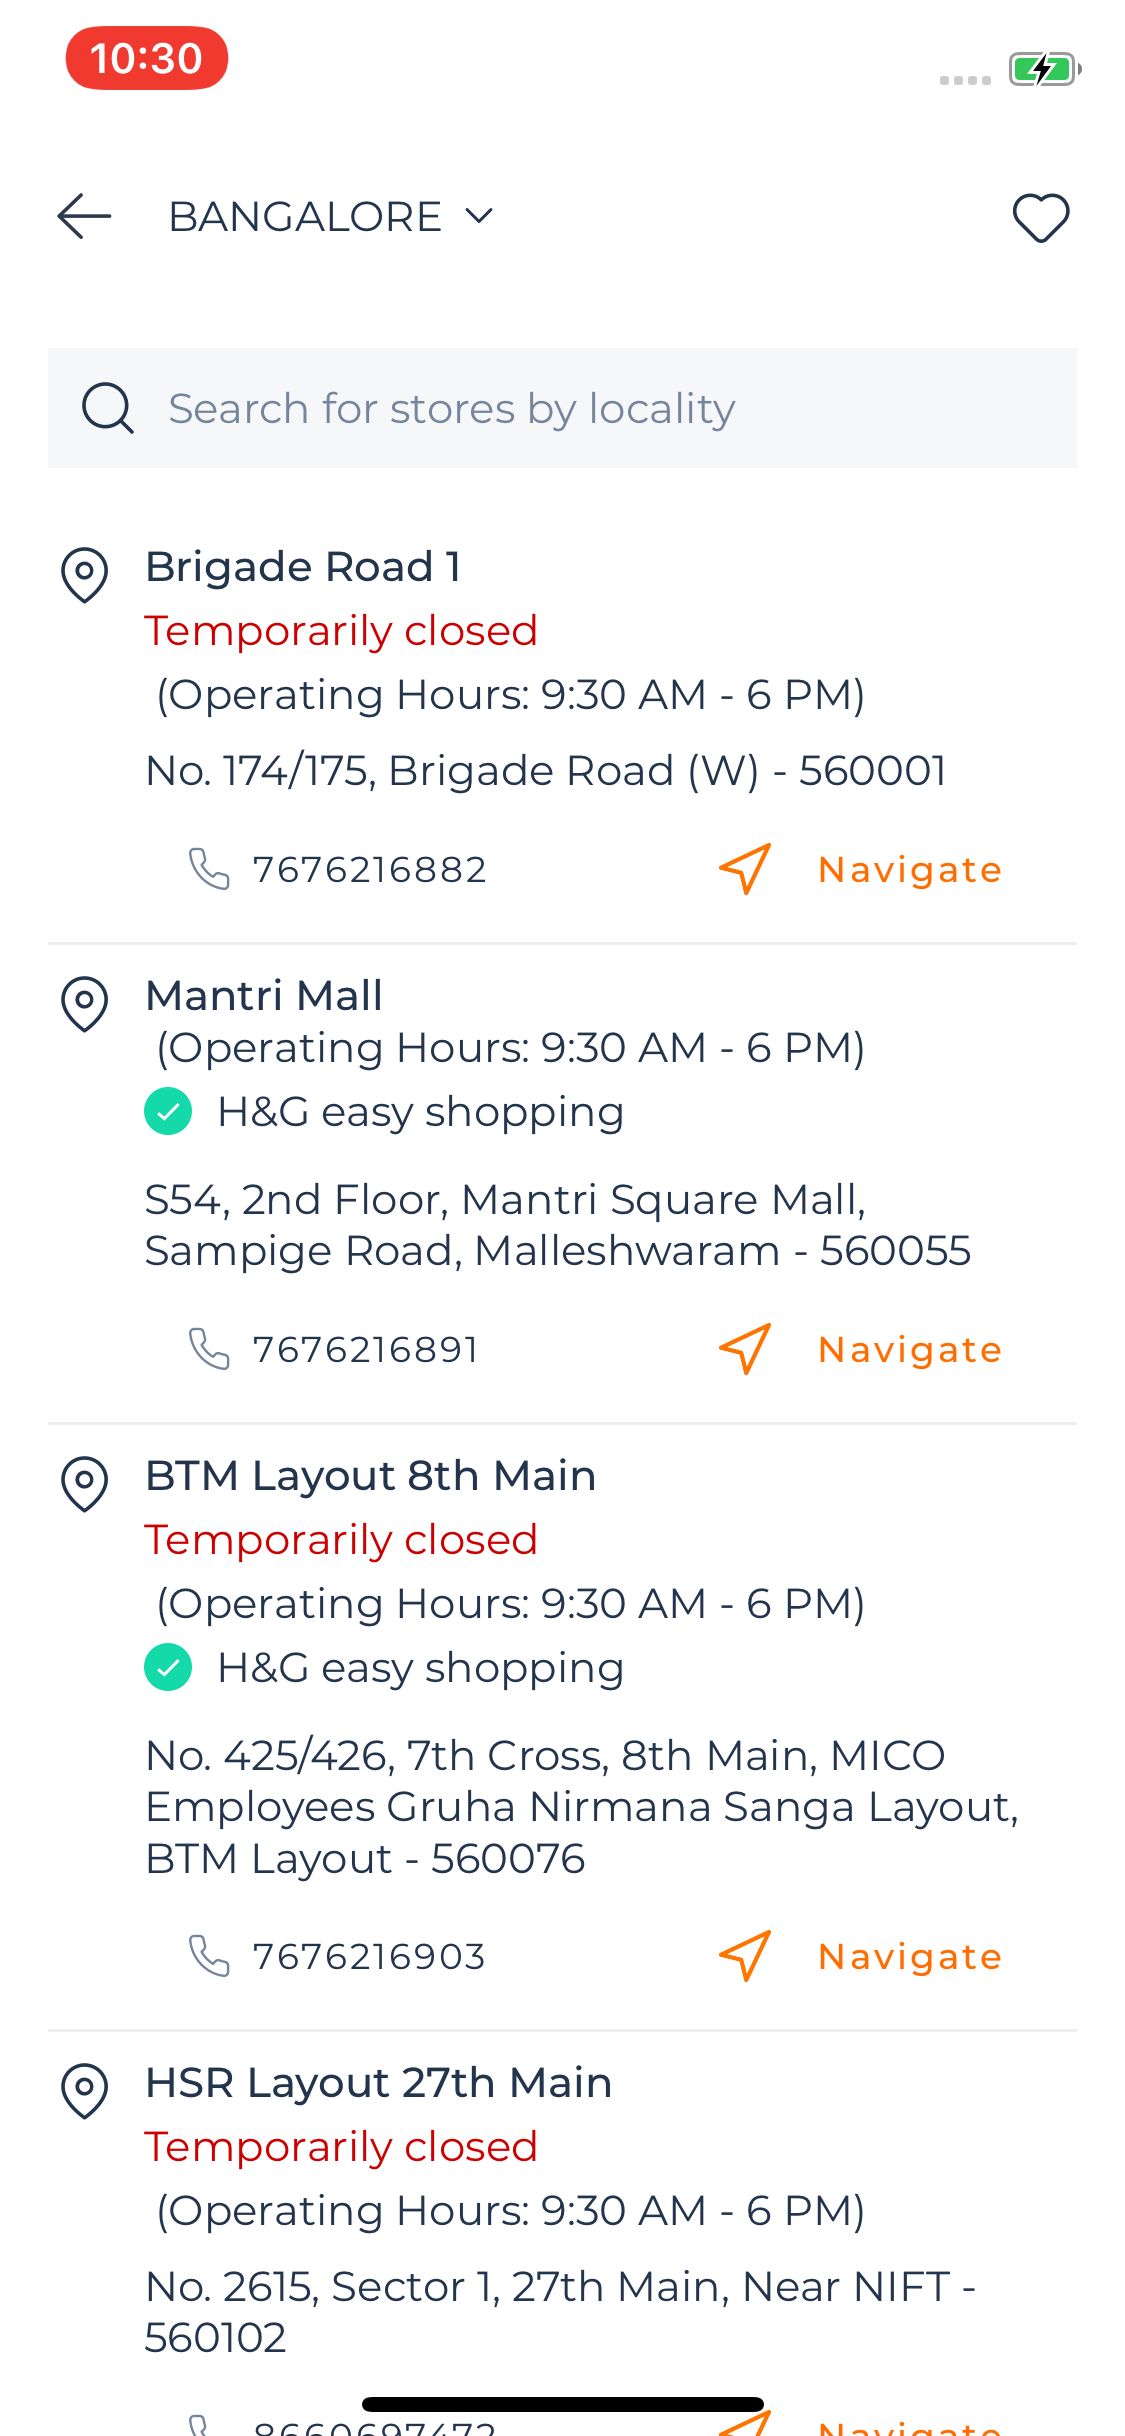 10:30
BANGALORE
Search for stores by locality
Brigade Road 1
Temporarily closed
(Operating Hours: 9:30 AM - 6 PM)
No. 174/175, Brigade Road (W) - 560001
7676216882 Navigate
Mantri Mall
(Operating Hours: 9:30 AM - 6 PM)
H&G easy shopping
S54, 2nd Floor, Mantri Square Mall,
Sampige Road, Malleshwaram - 560055
7676216891 Navigate
BTM Layout 8th Main
Temporarily closed
(Operating Hours: 9:30 AM - 6 PM)
H&G easy shopping
No. 425/426, 7th Cross, 8th Main, MICO
Employees Gruha Nirmana Sanga Layout,
BTM Layout - 560076
7676216903 Navigate
HSR Layout 27th Main
Temporarily closed
(Operating Hours: 9:30 AM - 6 PM)
No. 2615, Sector 1, 27th Main, Near NIFT -
560102
Navigate